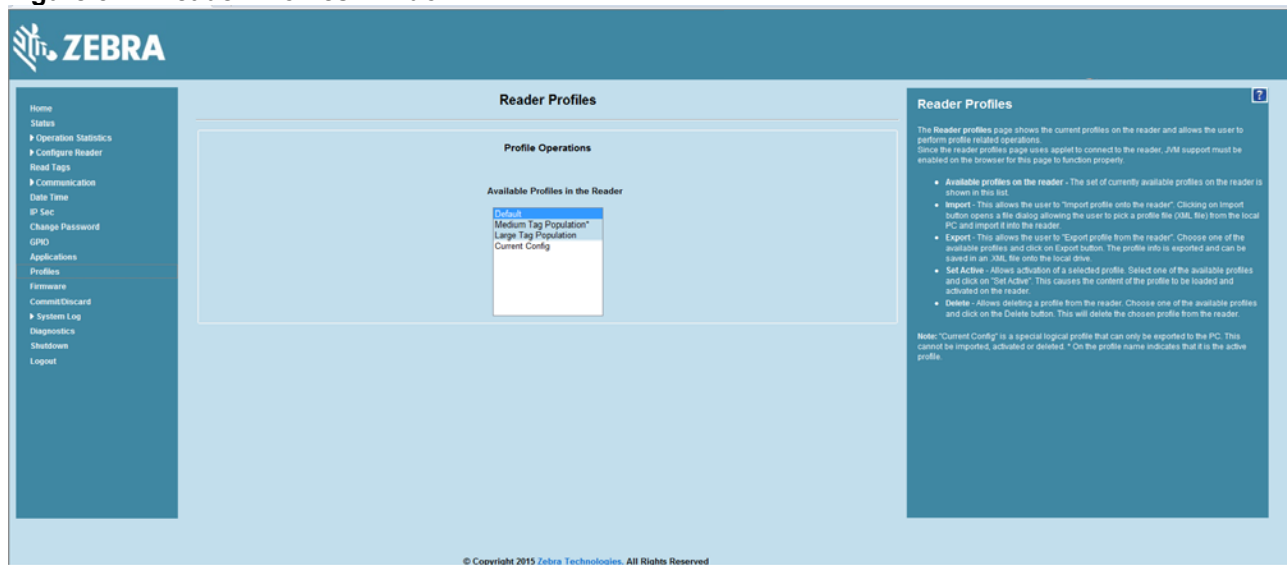 ZEBRA
Home
Status
Operation Statistics
Configure Reader
Read Tags
Communication
Date Time
IP Sec
Change Password
GPIO
Applications
Profiles
Firmware
Commit/Discard
System Log
Diagnostics
Shutdown
Logout
Reader Profiles
Profile Operations
Available Profiles in the Reader
Default
Medium Tag Population*
Large Tag Population
Current Config
?
Reader Profiles
The Reader profiles page shows the current profiles on the reader and allows the user to
perform profile related operations.
Since the reader profiles page uses applet to connect to the reader, JVM support must be
enabled on the browser for this page to function properly.
• Available profiles on the reader - The set of currently available profiles on the reader is
shown in this list.
• Import - This allows the user to "Import profile onto the reader". Clicking on Import
button opens a file dialog allowing the user to pick a profile file (XML file) from the local
PC and import it into the reader.
• Export - This allows the user to "Export profile from the reader". Choose one of the
available profiles and click on Export button. The profile info is exported and can be
saved in an .XML file onto the local drive.
• Set Active - Allows activation of a selected profile. Select one of the available profiles
and click on "Set Active". This causes the content of the profile to be loaded and
activated on the reader.
• Delete - Allows deleting a profile from the reader. Choose one of the available profiles
and click on the Delete button. This will delete the chosen profile from the reader.
Note: "Current Config" is a special logical profile that can only be exported to the PC. This
cannot be imported, activated or deleted. * On the profile name indicates that it is the active
profile.
© Copyright 2015 Zebra Technologies. All Rights Reserved